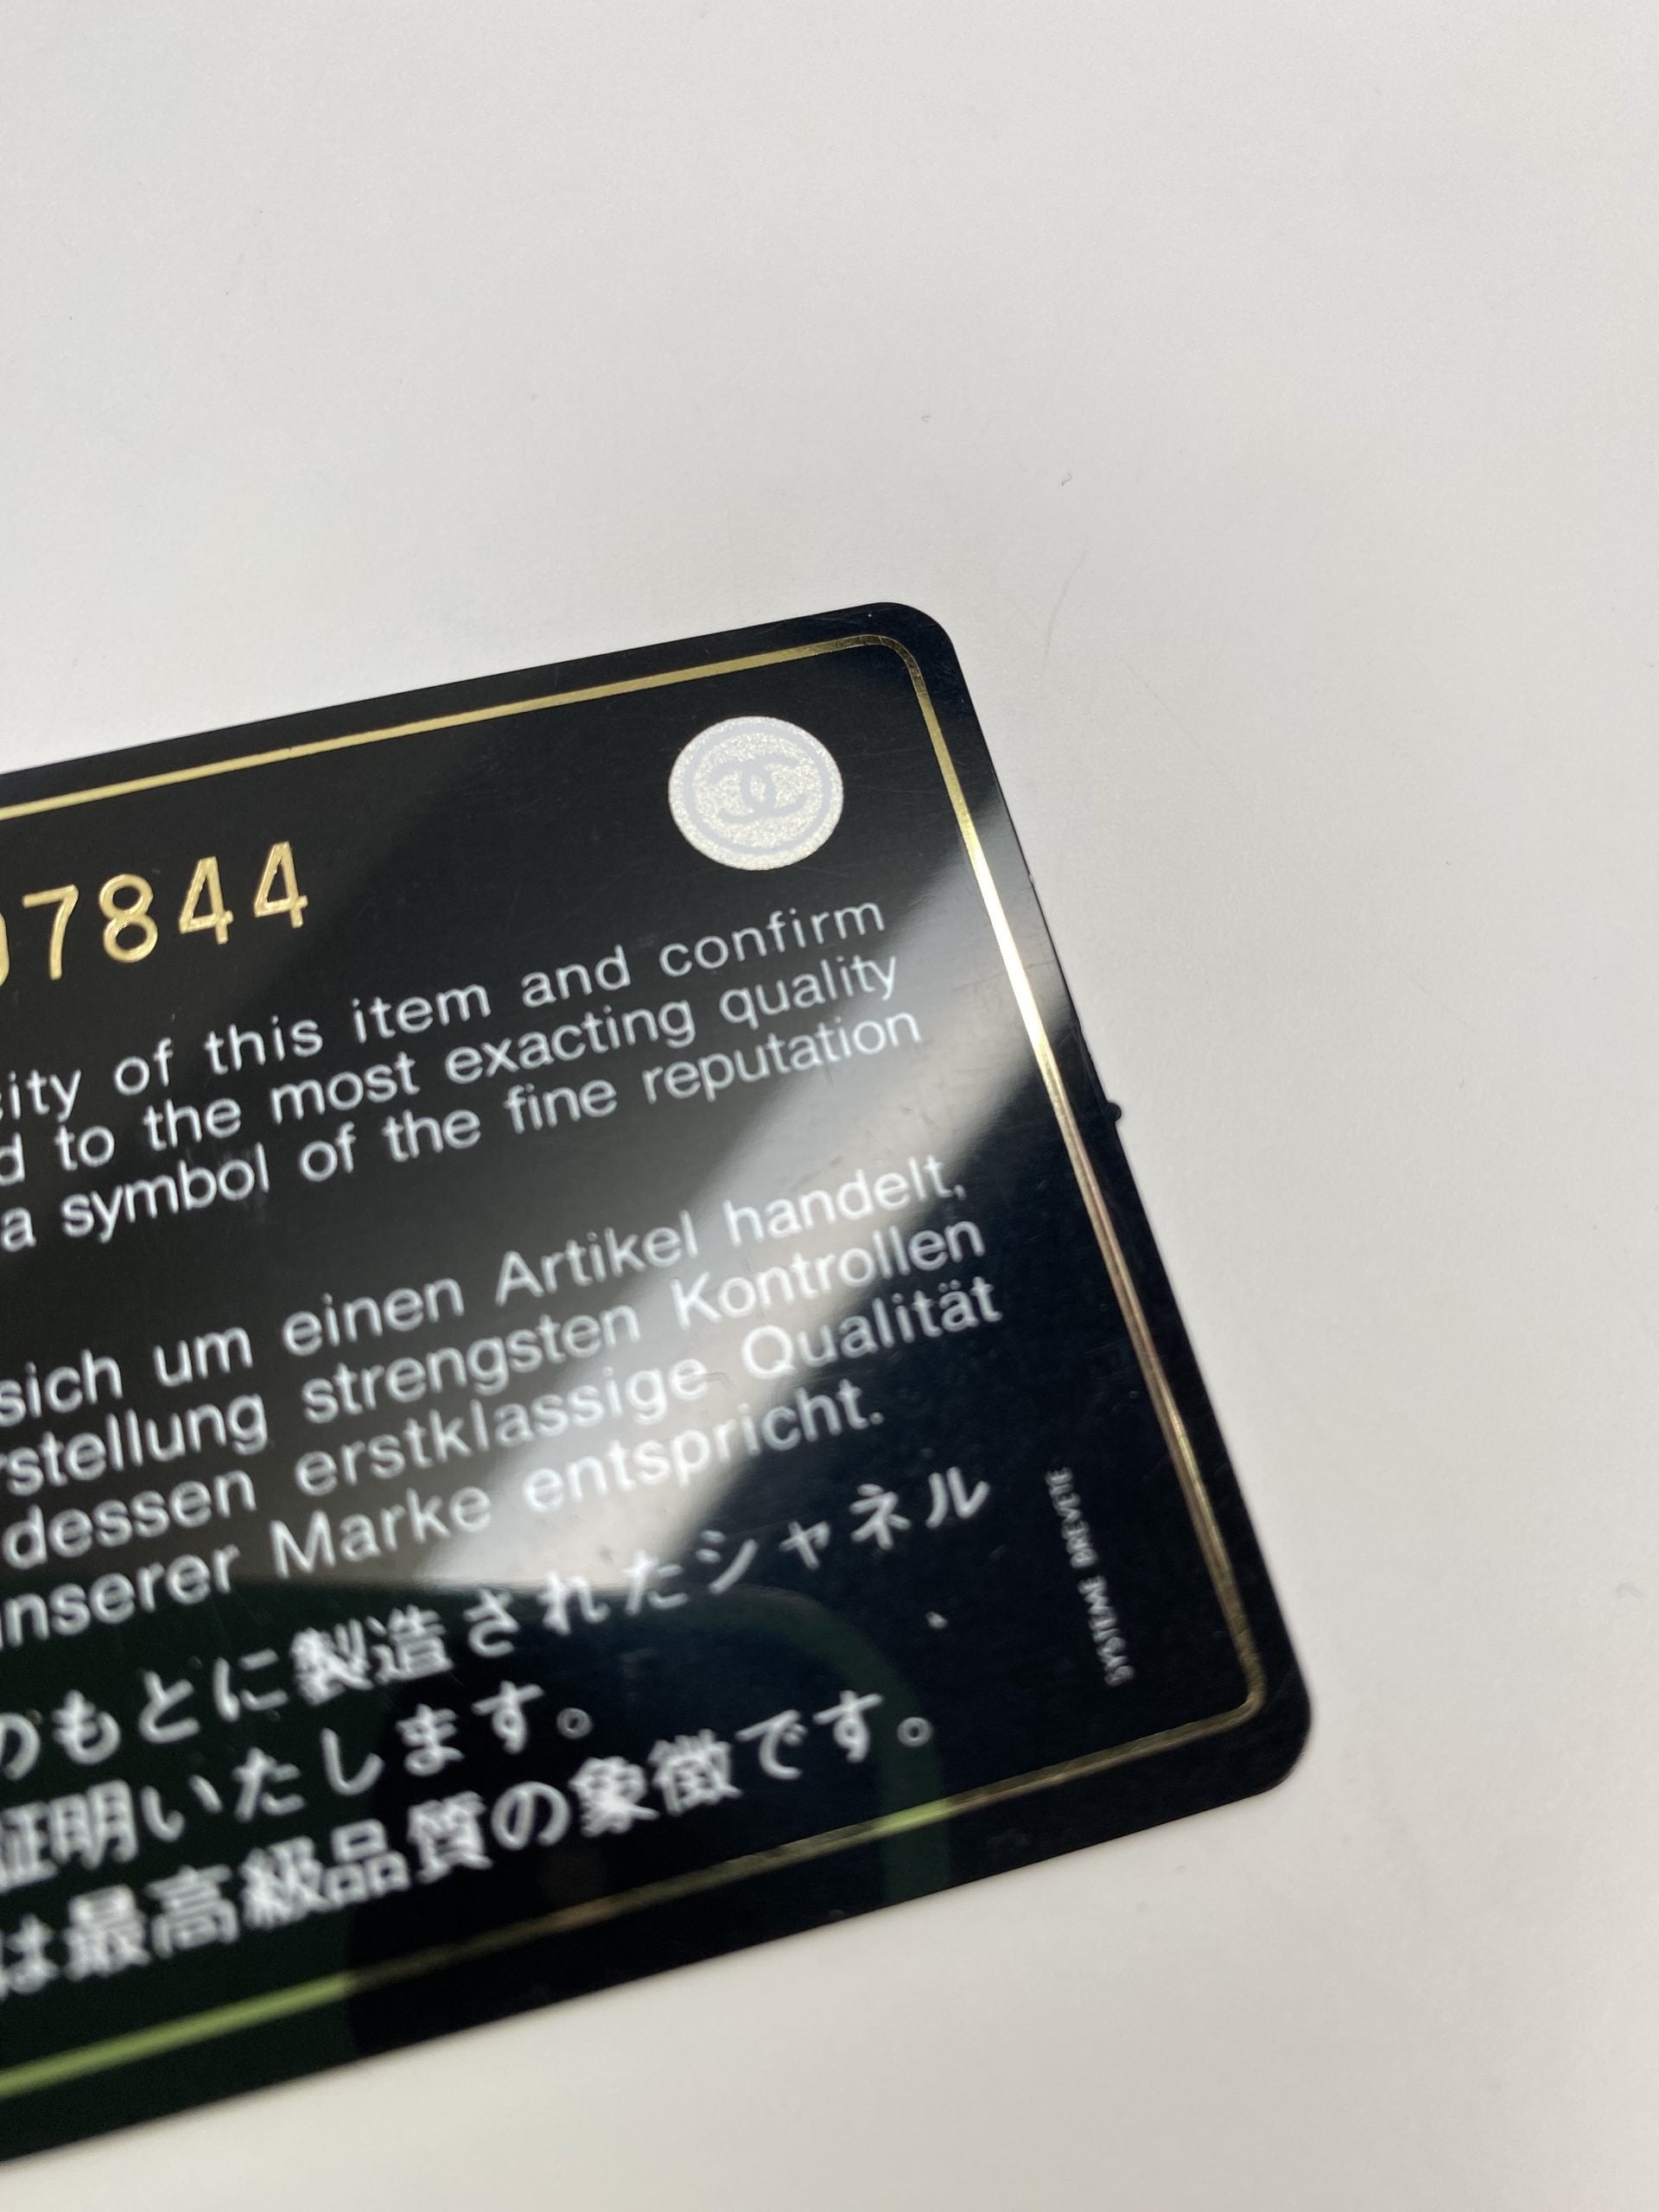 07844
ity of this item and confirm
d to the most exacting quality
a symbol of the fine reputation
sich um einen Artikel handelt,
rstellung strengsten Kontrollen
dessen erstklassige Qualität
nserer Marke entspricht.
のもとに製造されたシャネル
証明いたします。
は最高級品質の象徴です。
SYSTEME BREVETE